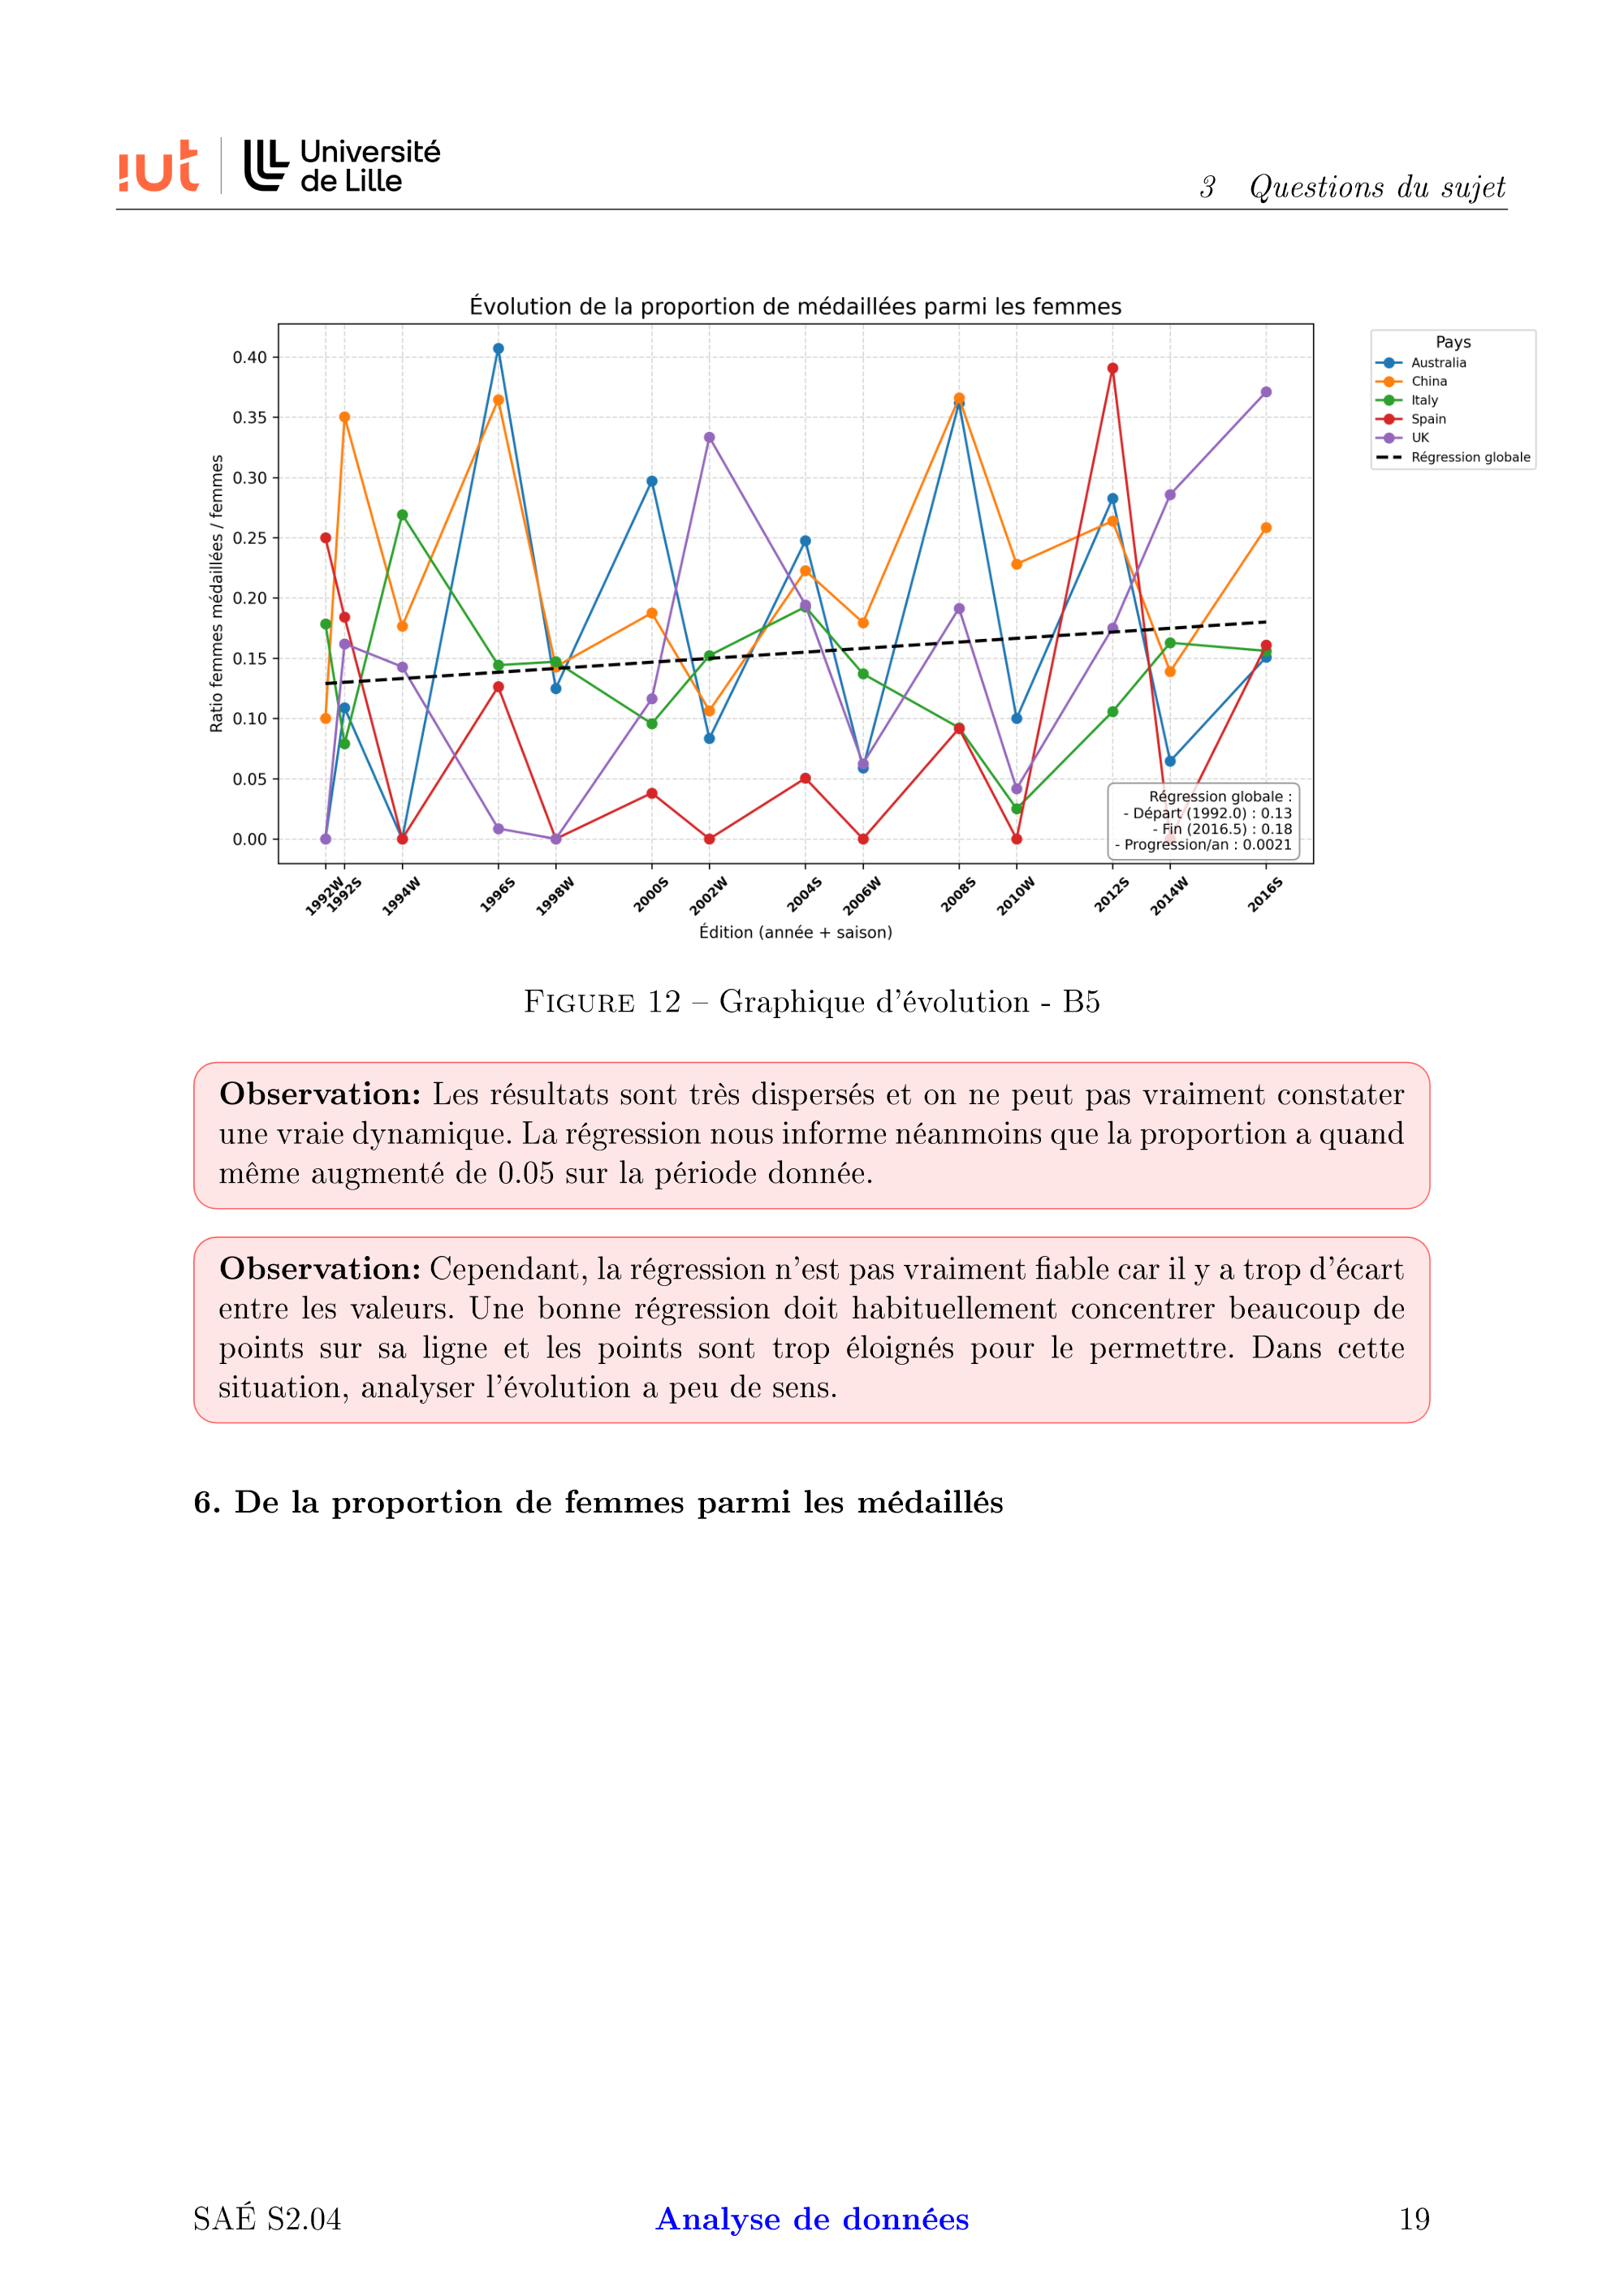 iut
Université
de Lille
3 Questions du sujet
Évolution de la proportion de médaillées parmi les femmes
Ratio femmes médaillées / femmes
0.40
0.35
0.30
0.25
0.20
0.15
0.10
0.05
0.00
Pays
Australia
China
Italy
Spain
UK
Régression globale
Régression globale :
- Départ (1992.0) : 0.13
- Fin (2016.5) : 0.18
- Progression/an : 0.0021
1992W
1992S
1994W
1996S
1998W
2000S
2002W
2004S
2006W
2008S
2010W
2012S
2014W
2016S
Édition (année + saison)
Figure 12 – Graphique d'évolution - B5
Observation: Les résultats sont très dispersés et on ne peut pas vraiment constater
une vraie dynamique. La régression nous informe néanmoins que la proportion a quand
même augmenté de 0.05 sur la période donnée.
Observation: Cependant, la régression n'est pas vraiment fiable car il y a trop d'écart
entre les valeurs. Une bonne régression doit habituellement concentrer beaucoup de
points sur sa ligne et les points sont trop éloignés pour le permettre. Dans cette
situation, analyser l'évolution a peu de sens.
6. De la proportion de femmes parmi les médaillés
SAÉ S2.04
Analyse de données
19